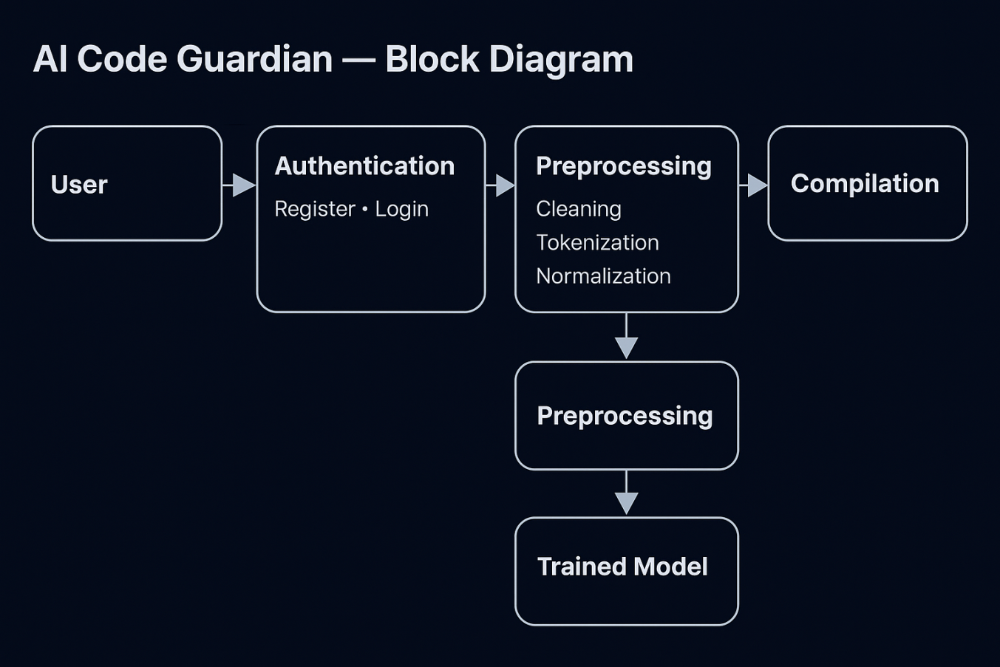 AI Code Guardian — Block Diagram
User
Authentication
Register • Login
Preprocessing
Cleaning
Tokenization
Normalization
Compilation
Preprocessing
Trained Model